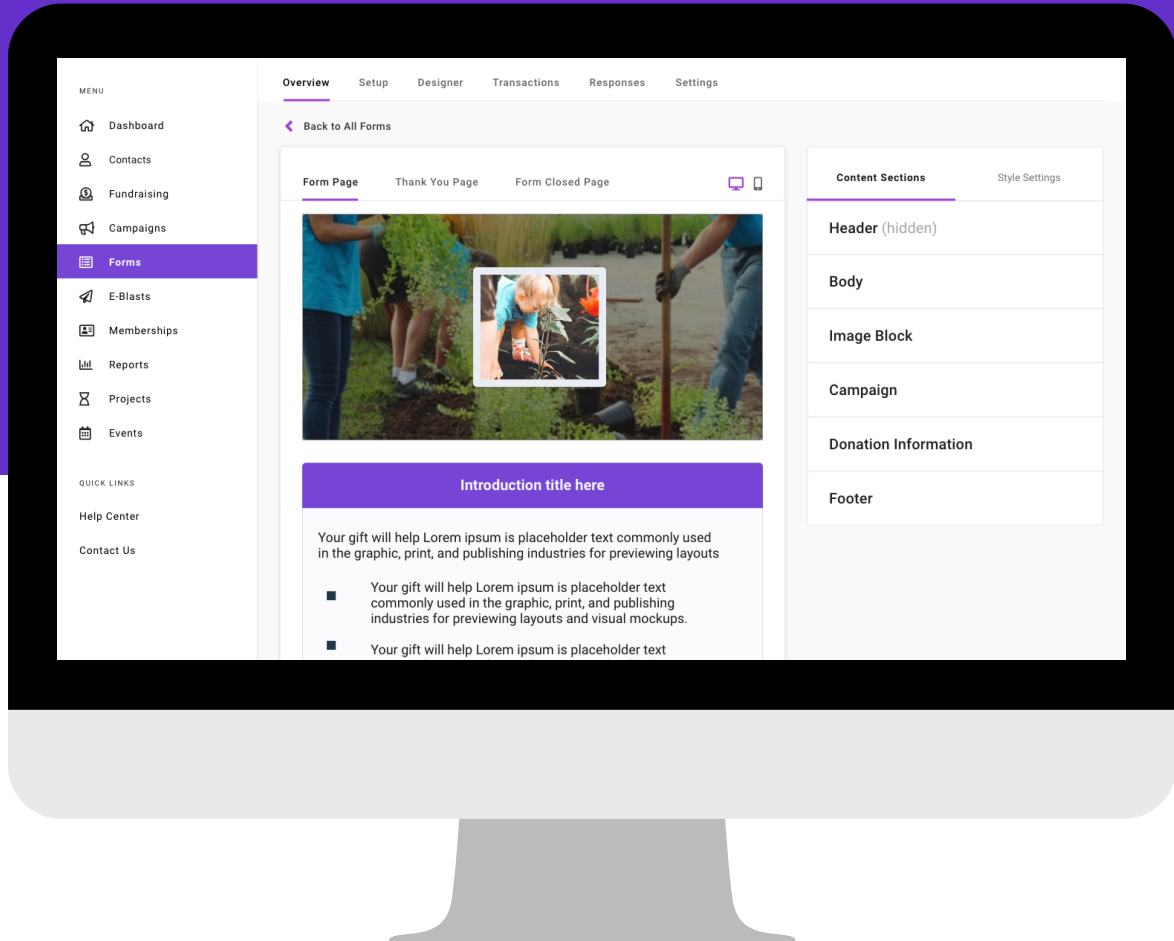 MENU
Dashboard
Contacts
Fundraising
Campaigns
Forms
E-Blasts
Memberships
Reports
Projects
Events
QUICK LINKS
Help Center
Contact Us
Overview Setup Designer Transactions Responses Settings
Back to All Forms
Form Page Thank You Page Form Closed Page
Introduction title here
Your gift will help Lorem ipsum is placeholder text commonly used
in the graphic, print, and publishing industries for previewing layouts
Your gift will help Lorem ipsum is placeholder text
commonly used in the graphic, print, and publishing
industries for previewing layouts and visual mockups.
Your gift will help Lorem ipsum is placeholder text
Content Sections Style Settings
Header (hidden)
Body
Image Block
Campaign
Donation Information
Footer